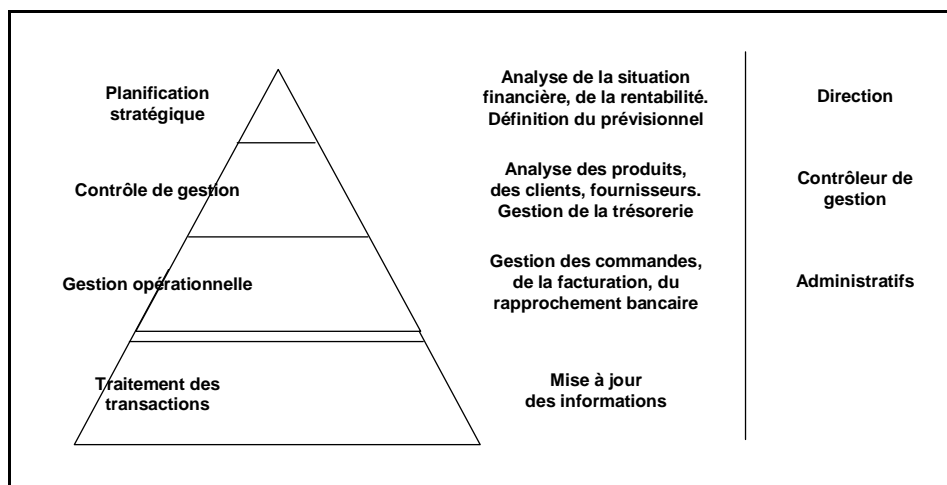 Planification
stratégique
Analyse de la situation
financière, de la rentabilité.
Définition du prévisionnel
Direction
Contrôle de gestion
Analyse des produits,
des clients, fournisseurs.
Gestion de la trésorerie
Contrôleur de
gestion
Gestion opérationnelle
Gestion des commandes,
de la facturation, du
rapprochement bancaire
Administratifs
Traitement des
transactions
Mise à jour
des informations